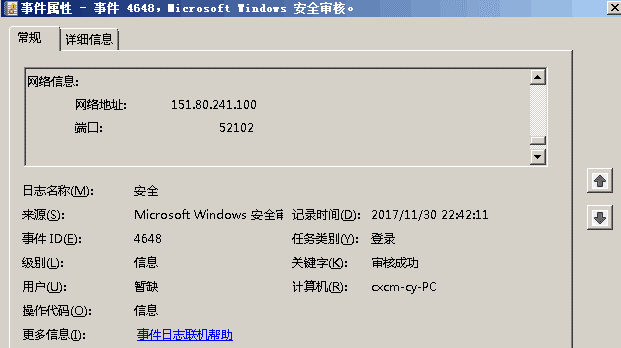 事件属性 - 事件 4648，Microsoft Windows 安全审核。
常规 详细信息
网络信息:
网络地址: 151.80.241.100
端口: 52102
日志名称(M): 安全
来源(S): Microsoft Windows 安全审 记录时间(D): 2017/11/30 22:42:11
事件 ID(E): 4648 任务类别(Y): 登录
级别(L): 信息 关键字(K): 审核成功
用户(U): 暂缺 计算机(R): cxcm-cy-PC
操作代码(O): 信息
更多信息(I): 事件日志联机帮助